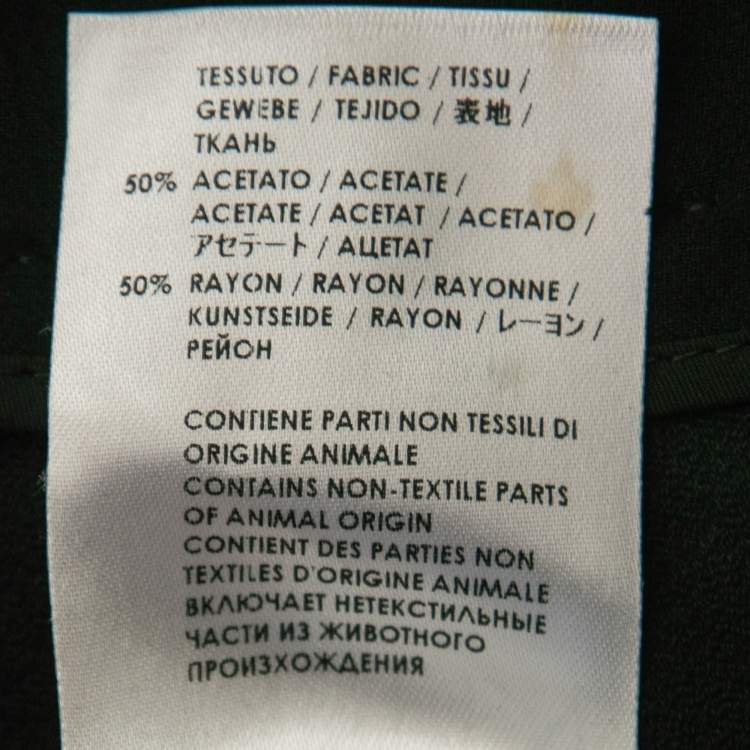 TESSUTO / FABRIC / TISSU /
GEWEBE / TEJIDO / 表地 /
ТКАНЬ
50% ACETATO / ACETATE /
ACETATE / ACETAT / ACETATO /
アセテート / АЦЕТАТ
50% RAYON / RAYON / RAYONNE /
KUNSTSEIDE / RAYON / レーヨン /
РЕЙОН
CONTIENE PARTI NON TESSILI DI
ORIGINE ANIMALE
CONTAINS NON-TEXTILE PARTS
OF ANIMAL ORIGIN
CONTIENT DES PARTIES NON
TEXTILES D'ORIGINE ANIMALE
ВКЛЮЧАЕТ НЕТЕКСТИЛЬНЫЕ
ЧАСТИ ИЗ ЖИВОТНОГО
ПРОИЗХОЖДЕНИЯ